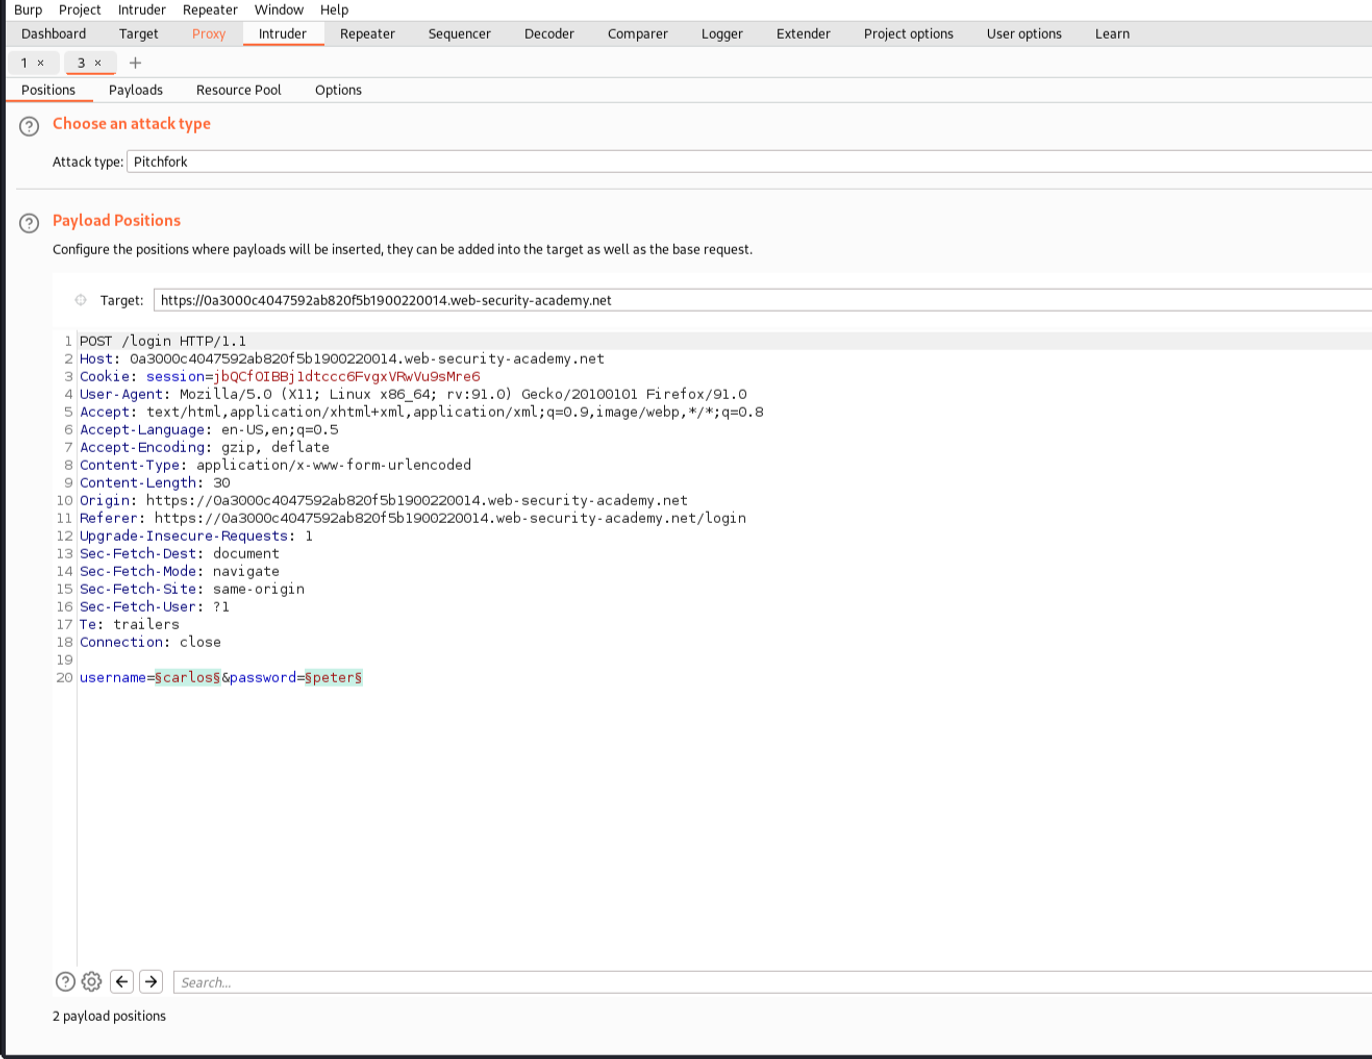 Burp Project Intruder Repeater Window Help
Dashboard Target Proxy Intruder Repeater Sequencer Decoder Comparer Logger Extender Project options User options Learn
1 × 3 × +
Positions Payloads Resource Pool Options
? Choose an attack type
Attack type: Pitchfork
? Payload Positions
Configure the positions where payloads will be inserted, they can be added into the target as well as the base request.
Target: https://0a3000c4047592ab820f5b1900220014.web-security-academy.net
1 POST /login HTTP/1.1
2 Host: 0a3000c4047592ab820f5b1900220014.web-security-academy.net
3 Cookie: session=jbQCfOIBBj1dtccc6FvgxVRwVu9sMre6
4 User-Agent: Mozilla/5.0 (X11; Linux x86_64; rv:91.0) Gecko/20100101 Firefox/91.0
5 Accept: text/html,application/xhtml+xml,application/xml;q=0.9,image/webp,*/*;q=0.8
6 Accept-Language: en-US,en;q=0.5
7 Accept-Encoding: gzip, deflate
8 Content-Type: application/x-www-form-urlencoded
9 Content-Length: 30
10 Origin: https://0a3000c4047592ab820f5b1900220014.web-security-academy.net
11 Referer: https://0a3000c4047592ab820f5b1900220014.web-security-academy.net/login
12 Upgrade-Insecure-Requests: 1
13 Sec-Fetch-Dest: document
14 Sec-Fetch-Mode: navigate
15 Sec-Fetch-Site: same-origin
16 Sec-Fetch-User: ?1
17 Te: trailers
18 Connection: close
19
20 username=§carlos§&password=§peter§
? Search...
2 payload positions